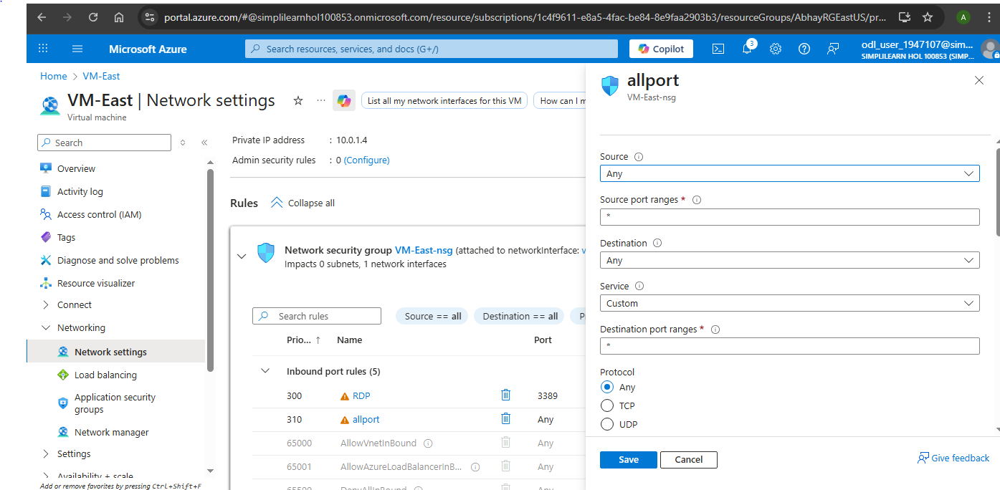 portal.azure.com/#@simplilearnhol100853.onmicrosoft.com/resource/subscriptions/1c4f9611-e8a5-4fac-be84-8e9faa2903b3/resourceGroups/AbhayRGEastUS/pr...
A
Microsoft Azure
Search resources, services, and docs (G+/)
Copilot
3
odl_user_1947107@sim...
SIMPLILEARN HOL 100853 (SIMP...
Home > VM-East
VM-East | Network settings
Virtual machine
List all my network interfaces for this VM
How can I m
Search
Overview
Activity log
Access control (IAM)
Tags
Diagnose and solve problems
Resource visualizer
Connect
Networking
Network settings
Load balancing
Application security
groups
Network manager
Settings
Availability + scale
Add or remove favorites by pressing Ctrl+Shift+F
Private IP address : 10.0.1.4
Admin security rules : 0 (Configure)
Rules Collapse all
Network security group VM-East-nsg (attached to networkInterface: v
Impacts 0 subnets, 1 network interfaces
Search rules
Source == all
Destination == all
P
Prio... ↑ Name Port
Inbound port rules (5)
300 RDP 3389
310 allport Any
65000 AllowVnetInBound Any
65001 AllowAzureLoadBalancerInB... Any
65500 DenyAllInBound Any
allport
VM-East-nsg
Source
Any
Source port ranges *
*
Destination
Any
Service
Custom
Destination port ranges *
*
Protocol
Any
TCP
UDP
Save
Cancel
Give feedback